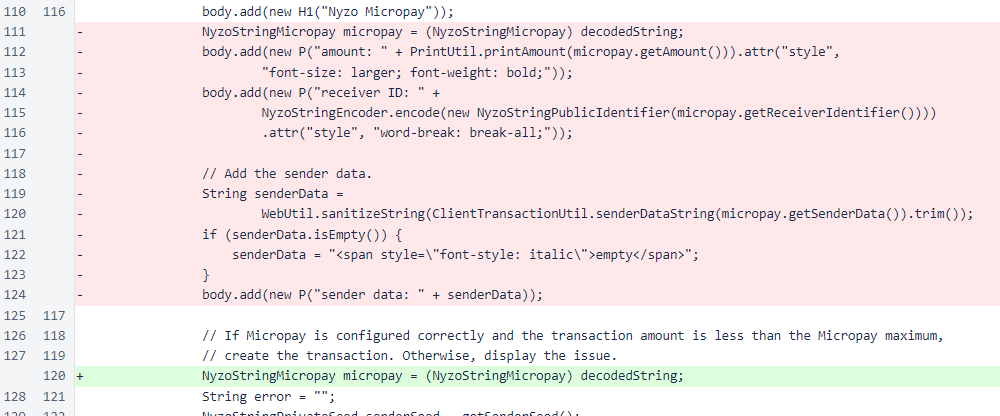 110 116 body.add(new H1("Nyzo Micropay"));
111 - NyzoStringMicropay micropay = (NyzoStringMicropay) decodedString;
112 - body.add(new P("amount: " + PrintUtil.printAmount(micropay.getAmount())).attr("style",
113 - "font-size: larger; font-weight: bold;"));
114 - body.add(new P("receiver ID: " +
115 - NyzoStringEncoder.encode(new NyzoStringPublicIdentifier(micropay.getReceiverIdentifier())))
116 - .attr("style", "word-break: break-all;"));
117 -
118 - // Add the sender data.
119 - String senderData =
120 - WebUtil.sanitizeString(ClientTransactionUtil.senderDataString(micropay.getSenderData()).trim());
121 - if (senderData.isEmpty()) {
122 - senderData = "<span style=\"font-style: italic\">empty</span>";
123 - }
124 - body.add(new P("sender data: " + senderData));
125 117
126 118 // If Micropay is configured correctly and the transaction amount is less than the Micropay maximum,
127 119 // create the transaction. Otherwise, display the issue.
120 + NyzoStringMicropay micropay = (NyzoStringMicropay) decodedString;
128 121 String error = "";
129 122 NyzoStringPrivateSeed senderSeed = getSenderSeed();